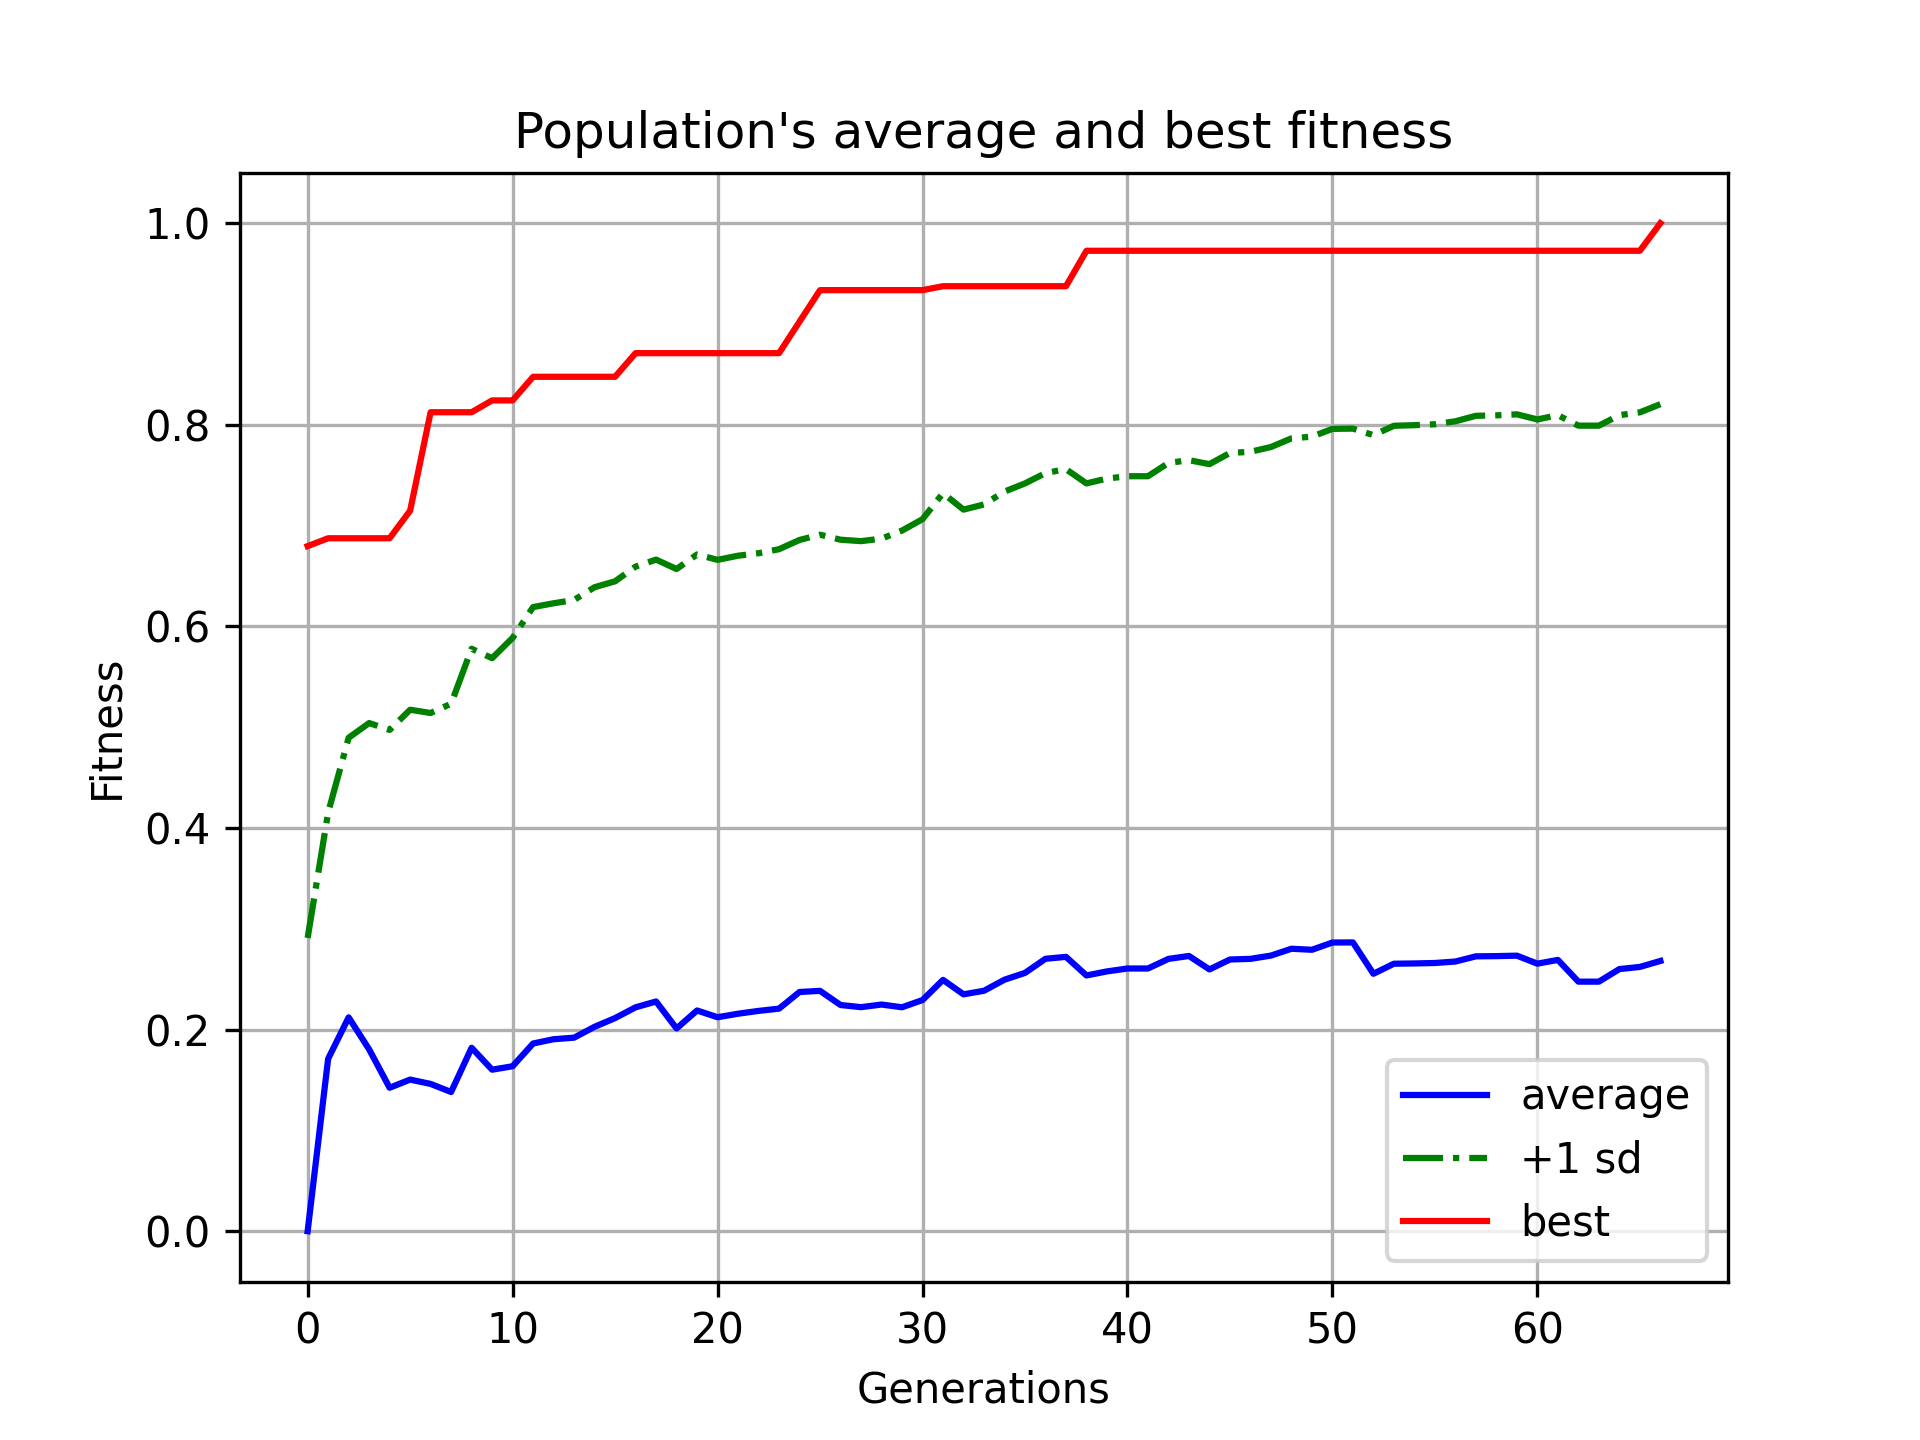 Population's average and best fitness
1.0
0.8
0.6
0.4
0.2
0.0
Fitness
average
+1 sd
best
0 10 20 30 40 50 60
Generations